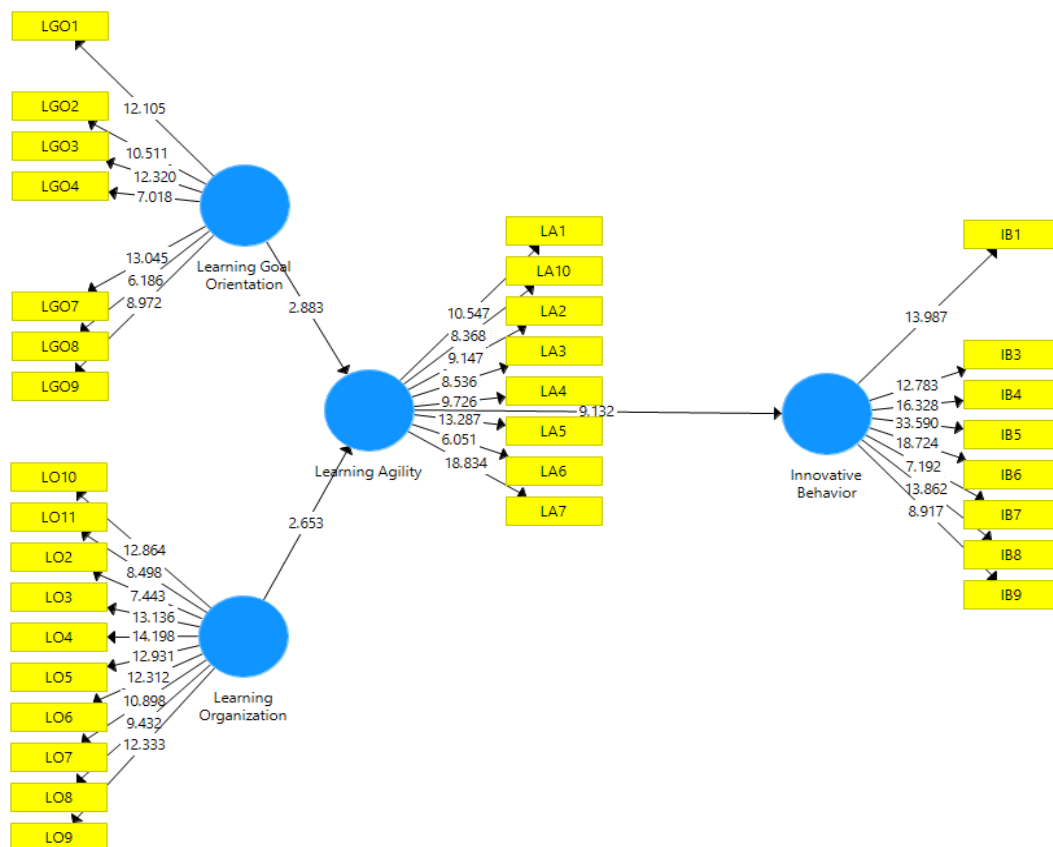 LGO1
12.105
LGO2
LGO3
LGO4
10.511
12.320
7.018
Learning Goal
Orientation
13.045
6.186
8.972
LGO7
LGO8
LGO9
2.883
LO10
LO11
LO2
LO3
LO4
LO5
LO6
LO7
LO8
LO9
12.864
8.498
7.443
13.136
14.198
12.931
12.312
10.898
9.432
12.333
Learning
Organization
2.653
Learning Agility
10.547
8.368
9.147
8.536
9.726
13.287
6.051
18.834
LA1
LA10
LA2
LA3
LA4
LA5
LA6
LA7
9.132
Innovative
Behavior
13.987
12.783
16.328
33.590
18.724
7.192
13.862
8.917
IB1
IB3
IB4
IB5
IB6
IB7
IB8
IB9